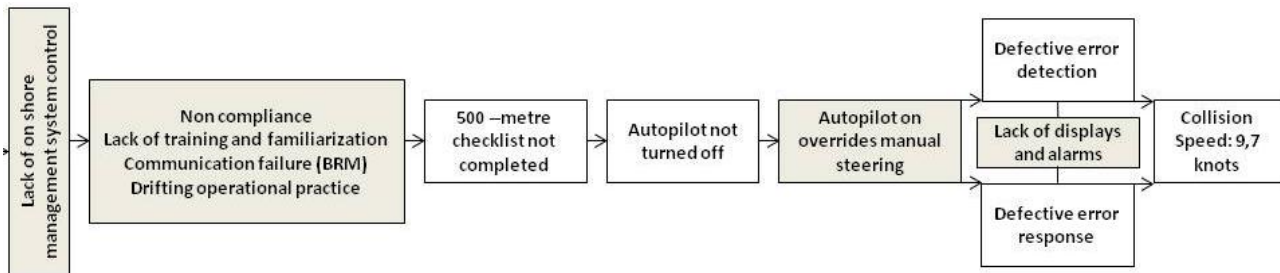 Lack of on shore
management system control
Non compliance
Lack of training and familiarization
Communication failure (BRM)
Drifting operational practice
500 –metre
checklist not
completed
Autopilot not
turned off
Autopilot on
overrides manual
steering
Defective error
detection
Lack of displays
and alarms
Defective error
response
Collision
Speed: 9,7
knots